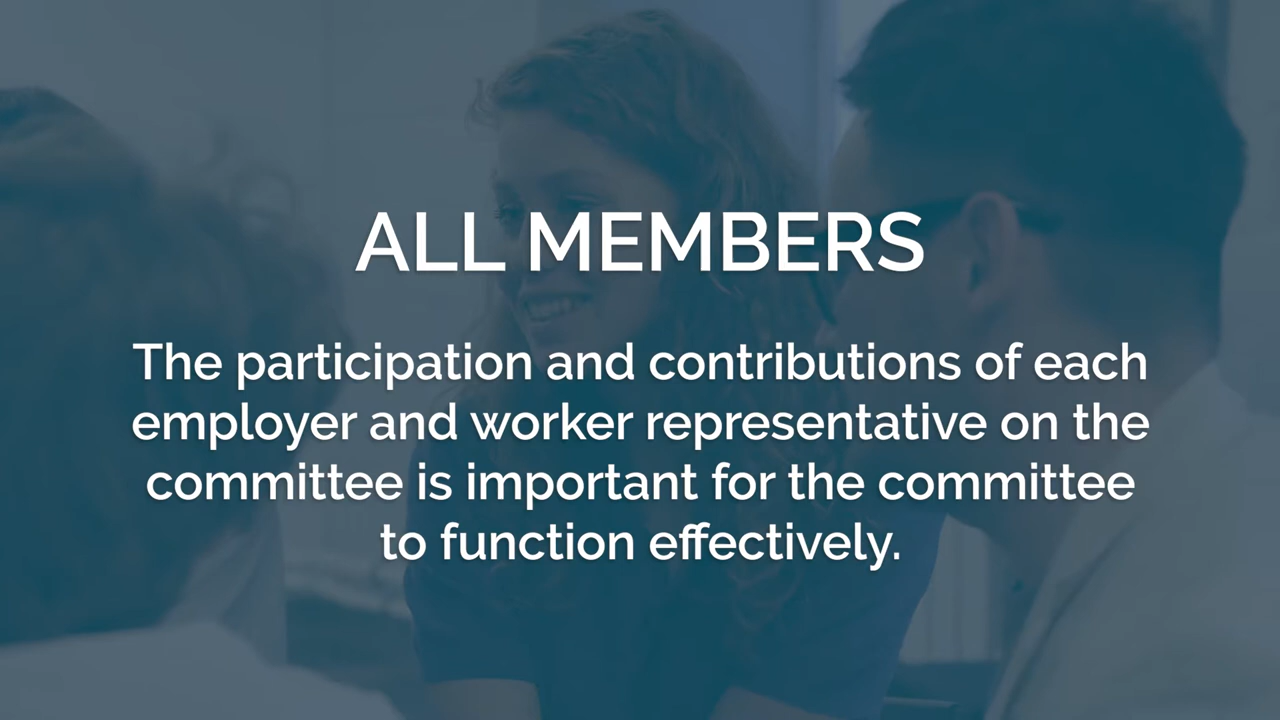 ALL MEMBERS
The participation and contributions of each
employer and worker representative on the
committee is important for the committee
to function effectively.